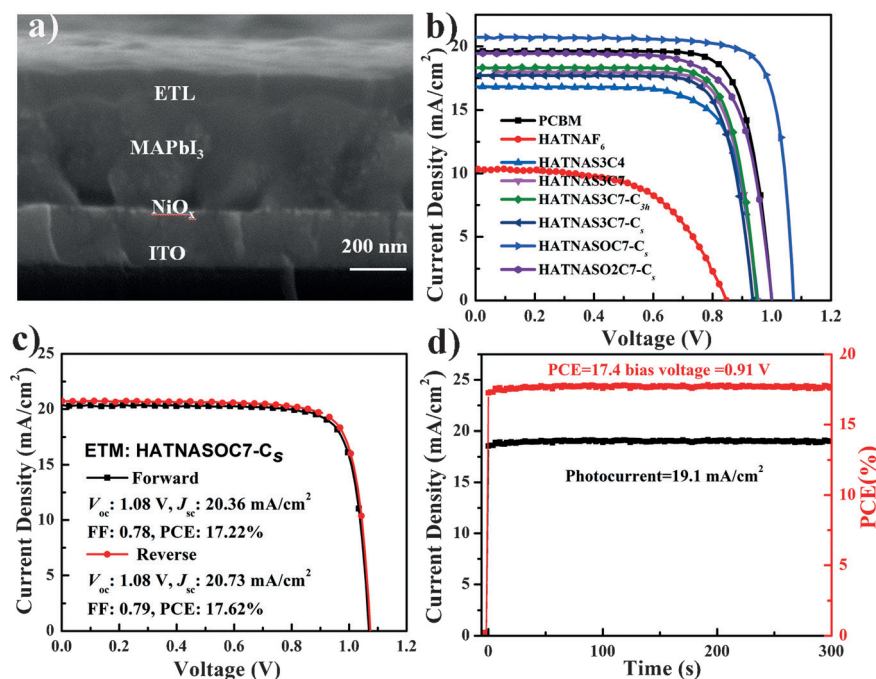 a)
ETL
MAPbI3
NiOx
ITO
200 nm
b)
Current Density (mA/cm²)
20
15
10
5
0
PCBM
HATNAF6
HATNAS3C4
HATNAS3C7
HATNAS3C7-C3h
HATNAS3C7-Cs
HATNASOC7-Cs
HATNASO2C7-Cs
0.0 0.2 0.4 0.6 0.8 1.0 1.2
Voltage (V)
c)
Current Density (mA/cm²)
25
20
15
10
5
0
ETM: HATNASOC7-Cs
Forward
Voc: 1.08 V, Jsc: 20.36 mA/cm²
FF: 0.78, PCE: 17.22%
Reverse
Voc: 1.08 V, Jsc: 20.73 mA/cm²
FF: 0.79, PCE: 17.62%
0.0 0.2 0.4 0.6 0.8 1.0 1.2
Voltage (V)
d)
Current Density (mA/cm²)
25
20
15
10
5
0
PCE=17.4 bias voltage =0.91 V
Photocurrent=19.1 mA/cm²
20
15
10
5
0
PCE(%)
0 100 200 300
Time (s)